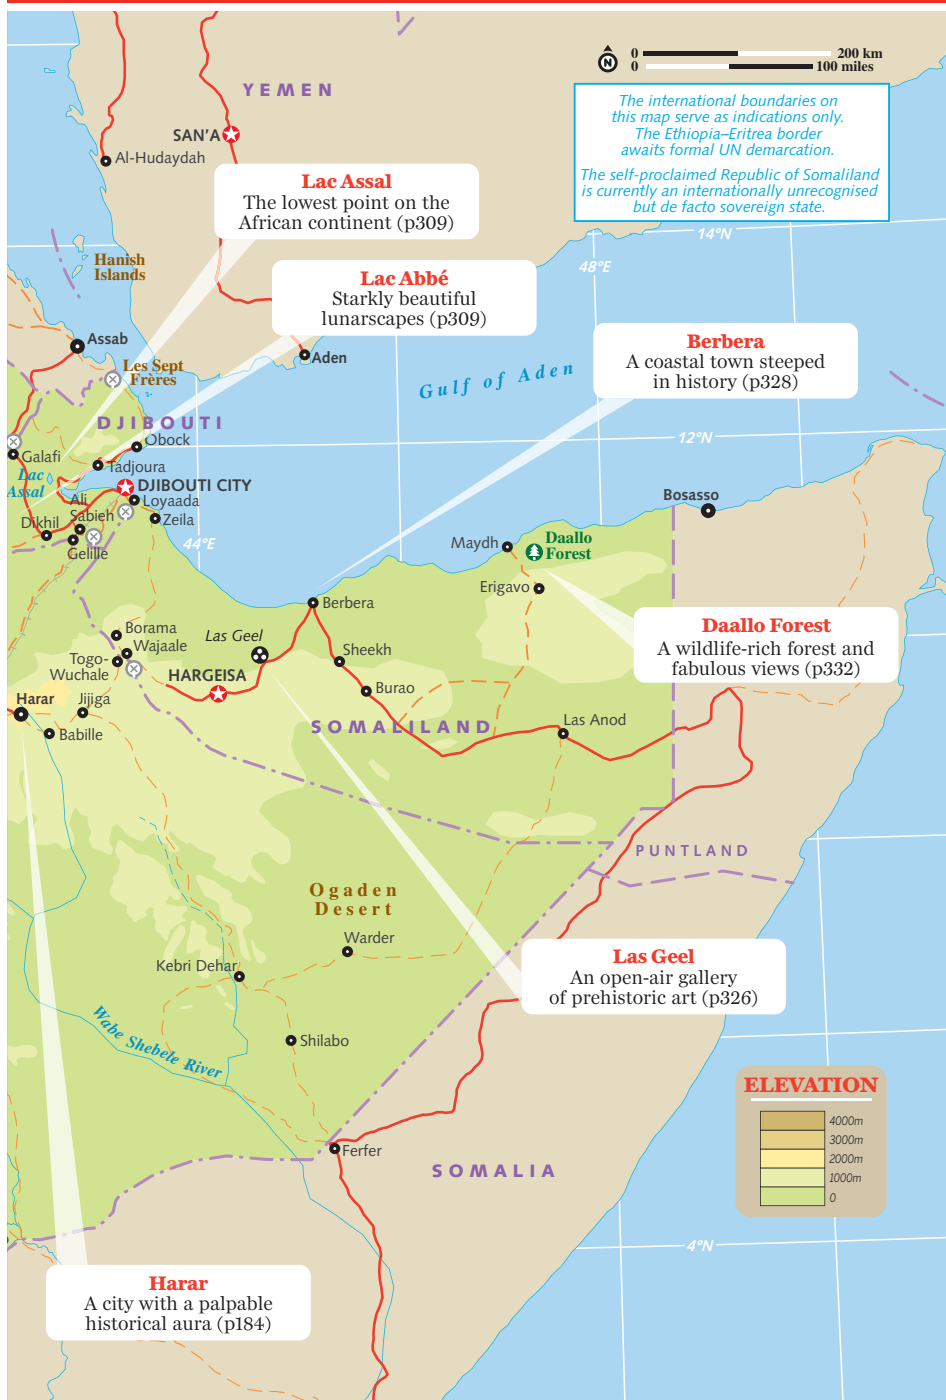 0
200 km
0
100 miles
N
YEMEN
The international boundaries on
this map serve as indications only.
The Ethiopia–Eritrea border
awaits formal UN demarcation.
The self-proclaimed Republic of Somaliland
is currently an internationally unrecognised
but de facto sovereign state.
SAN'A
Al-Hudaydah
Lac Assal
The lowest point on the
African continent (p309)
14ºN
48ºE
Hanish
Islands
Lac Abbé
Starkly beautiful
lunarscapes (p309)
Assab
Aden
Berbera
A coastal town steeped
in history (p328)
Les Sept
Frères
Gulf of Aden
DJIBOUTI
12ºN
Obock
Galafi
Tadjoura
Lac
Assal
DJIBOUTI CITY
Ali
Sabieh
Loyaada
Bosasso
Dikhil
Zeila
44ºE
Gelille
Maydh
Daallo
Forest
Erigavo
Berbera
Daallo Forest
A wildlife-rich forest and
fabulous views (p332)
Borama
Las Geel
Wajaale
Togo-
Wuchale
Sheekh
HARGEISA
Burao
Harar
Jijiga
Las Anod
SOMALILAND
Babille
PUNTLAND
Ogaden
Desert
Warder
Las Geel
An open-air gallery
of prehistoric art (p326)
Kebri Dehar
Wabe Shebele River
Shilabo
ELEVATION
4000m
3000m
2000m
1000m
0
Ferfer
SOMALIA
4ºN
Harar
A city with a palpable
historical aura (p184)